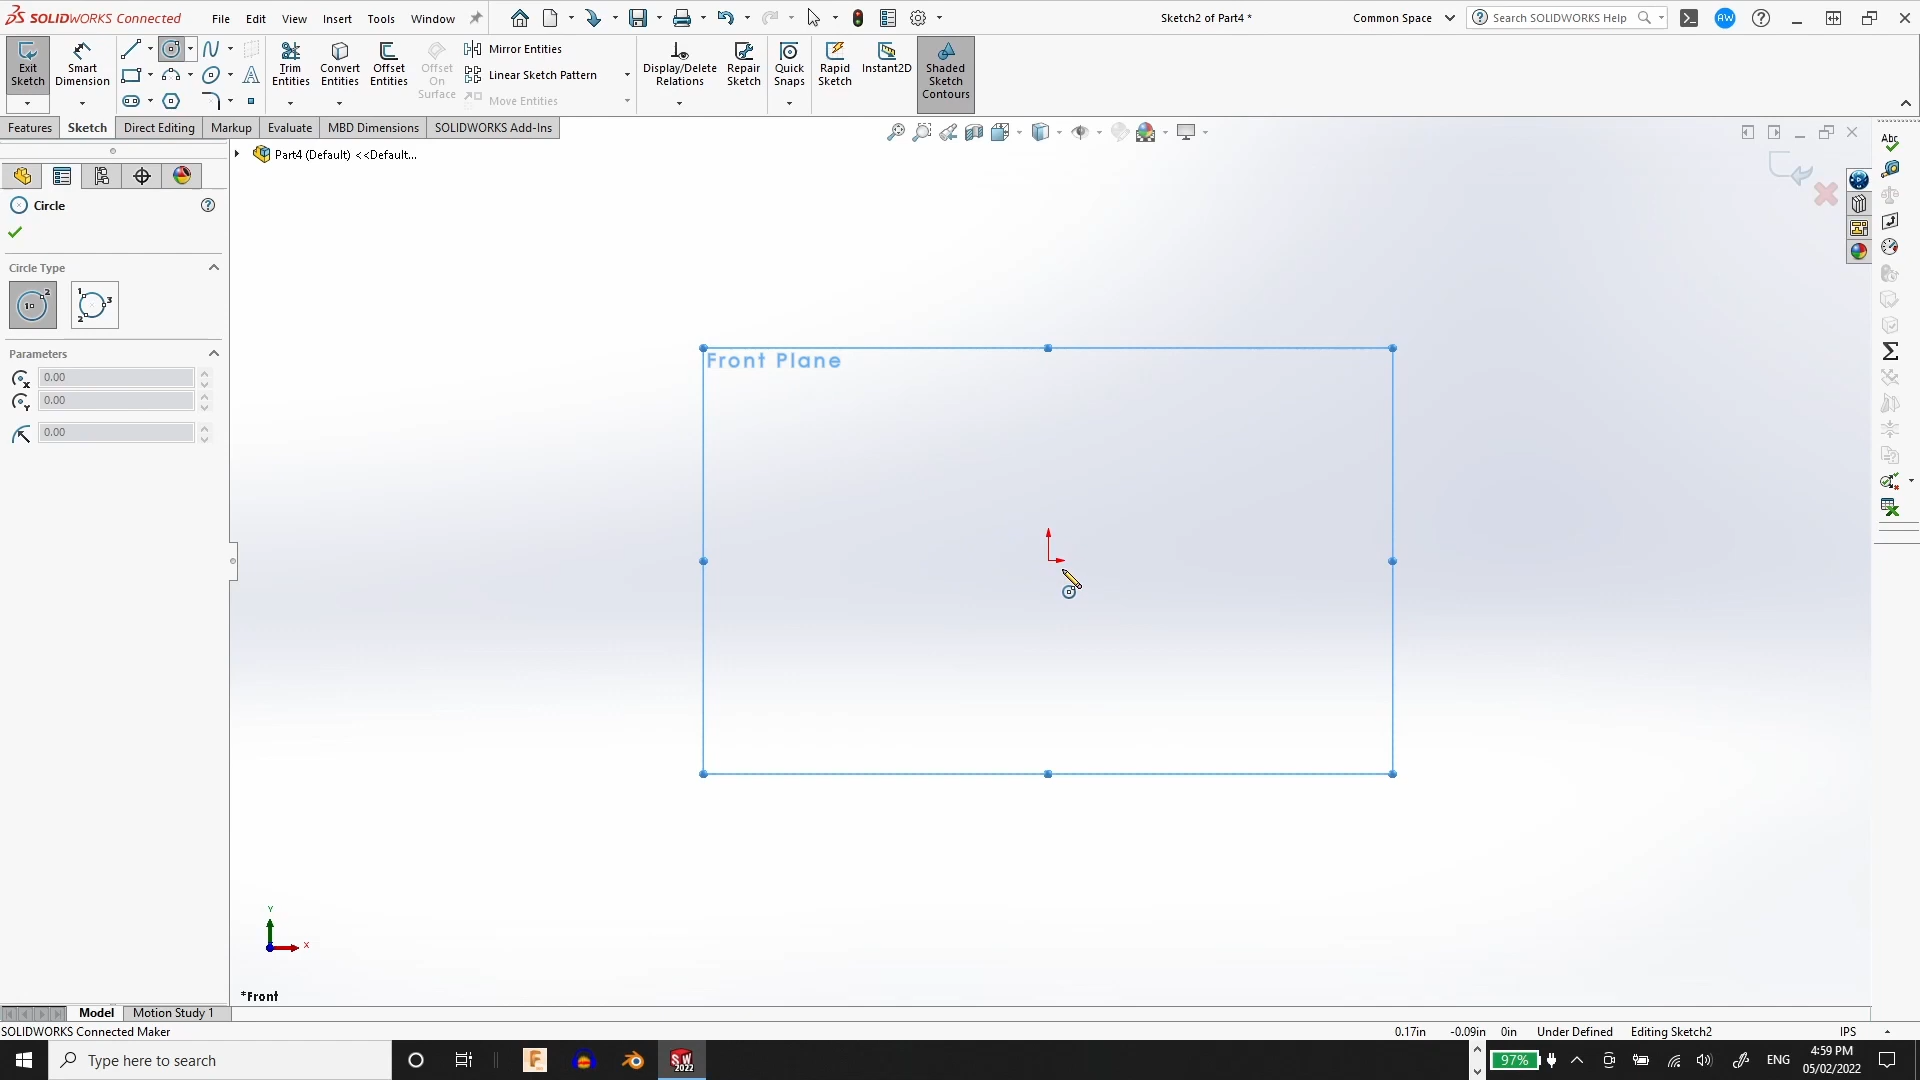 SOLIDWORKS Connected
File
Edit
View
Insert
Tools
Window
Sketch2 of Part4 *
Common Space
Search SOLIDWORKS Help
AW
Exit
Sketch
Smart
Dimension
Trim
Entities
Convert
Entities
Offset
Entities
Offset
On
Surface
Mirror Entities
Linear Sketch Pattern
Move Entities
Display/Delete
Relations
Repair
Sketch
Quick
Snaps
Rapid
Sketch
Instant2D
Shaded
Sketch
Contours
Features
Sketch
Direct Editing
Markup
Evaluate
MBD Dimensions
SOLIDWORKS Add-Ins
Part4 (Default) <<Default...
Abc
Circle
Circle Type
Parameters
0.00
0.00
0.00
Front Plane
Y
X
*Front
Model
Motion Study 1
SOLIDWORKS Connected Maker
0.17in
-0.09in
0in
Under Defined
Editing Sketch2
IPS
Type here to search
SW
2022
97%
ENG
4:59 PM
05/02/2022